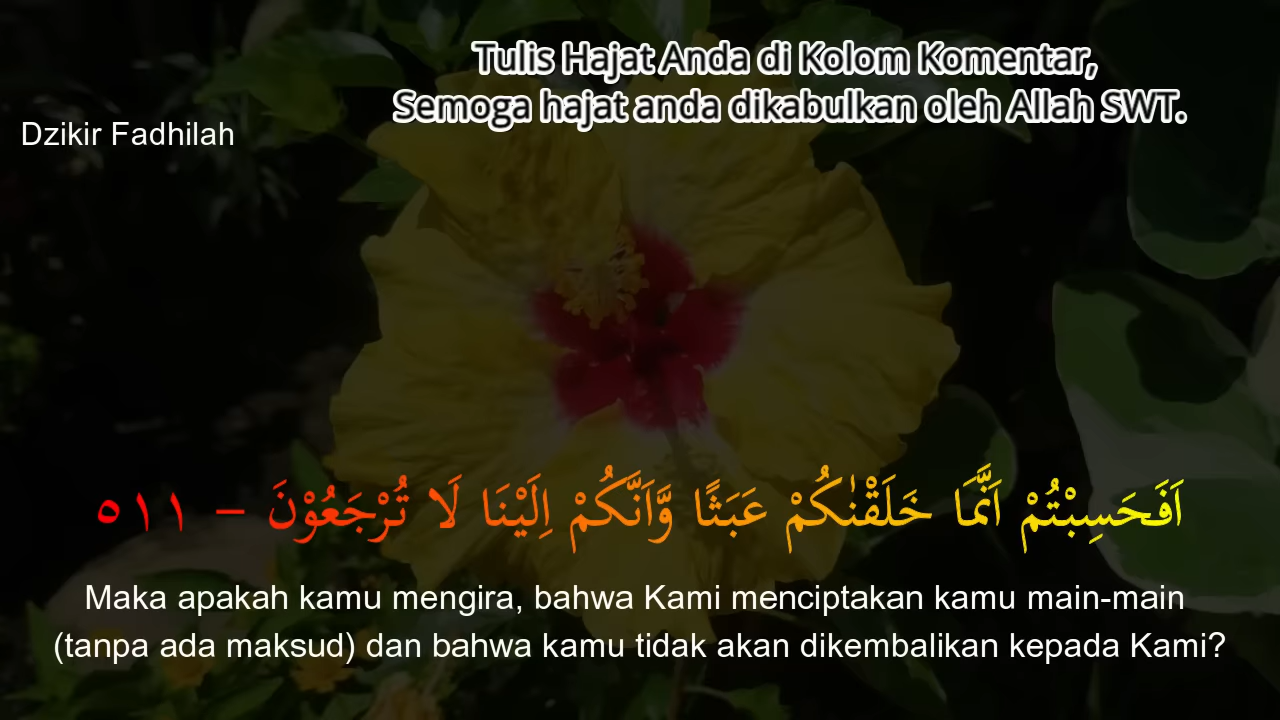 Tulis Hajat Anda di Kolom Komentar,
Semoga hajat anda dikabulkan oleh Allah SWT.
Dzikir Fadhilah
اَفَحَسِبْتُمْ اَنَّمَا خَلَقْنٰكُمْ عَبَثًا وَّاَنَّكُمْ اِلَيْنَا لَا تُرْجَعُوْنَ – ٥١١
Maka apakah kamu mengira, bahwa Kami menciptakan kamu main-main
(tanpa ada maksud) dan bahwa kamu tidak akan dikembalikan kepada Kami?